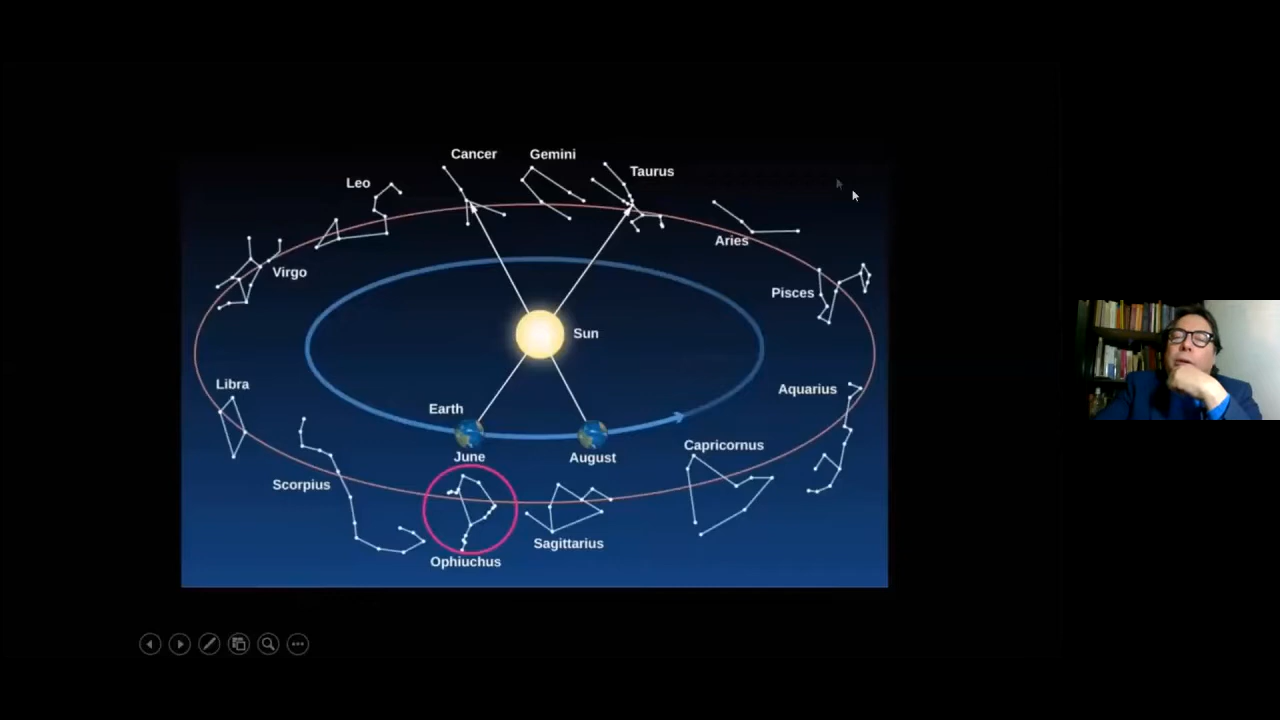 Cancer
Gemini
Taurus
Leo
Aries
Virgo
Pisces
Sun
Libra
Aquarius
Earth
June
August
Capricornus
Scorpius
Sagittarius
Ophiuchus